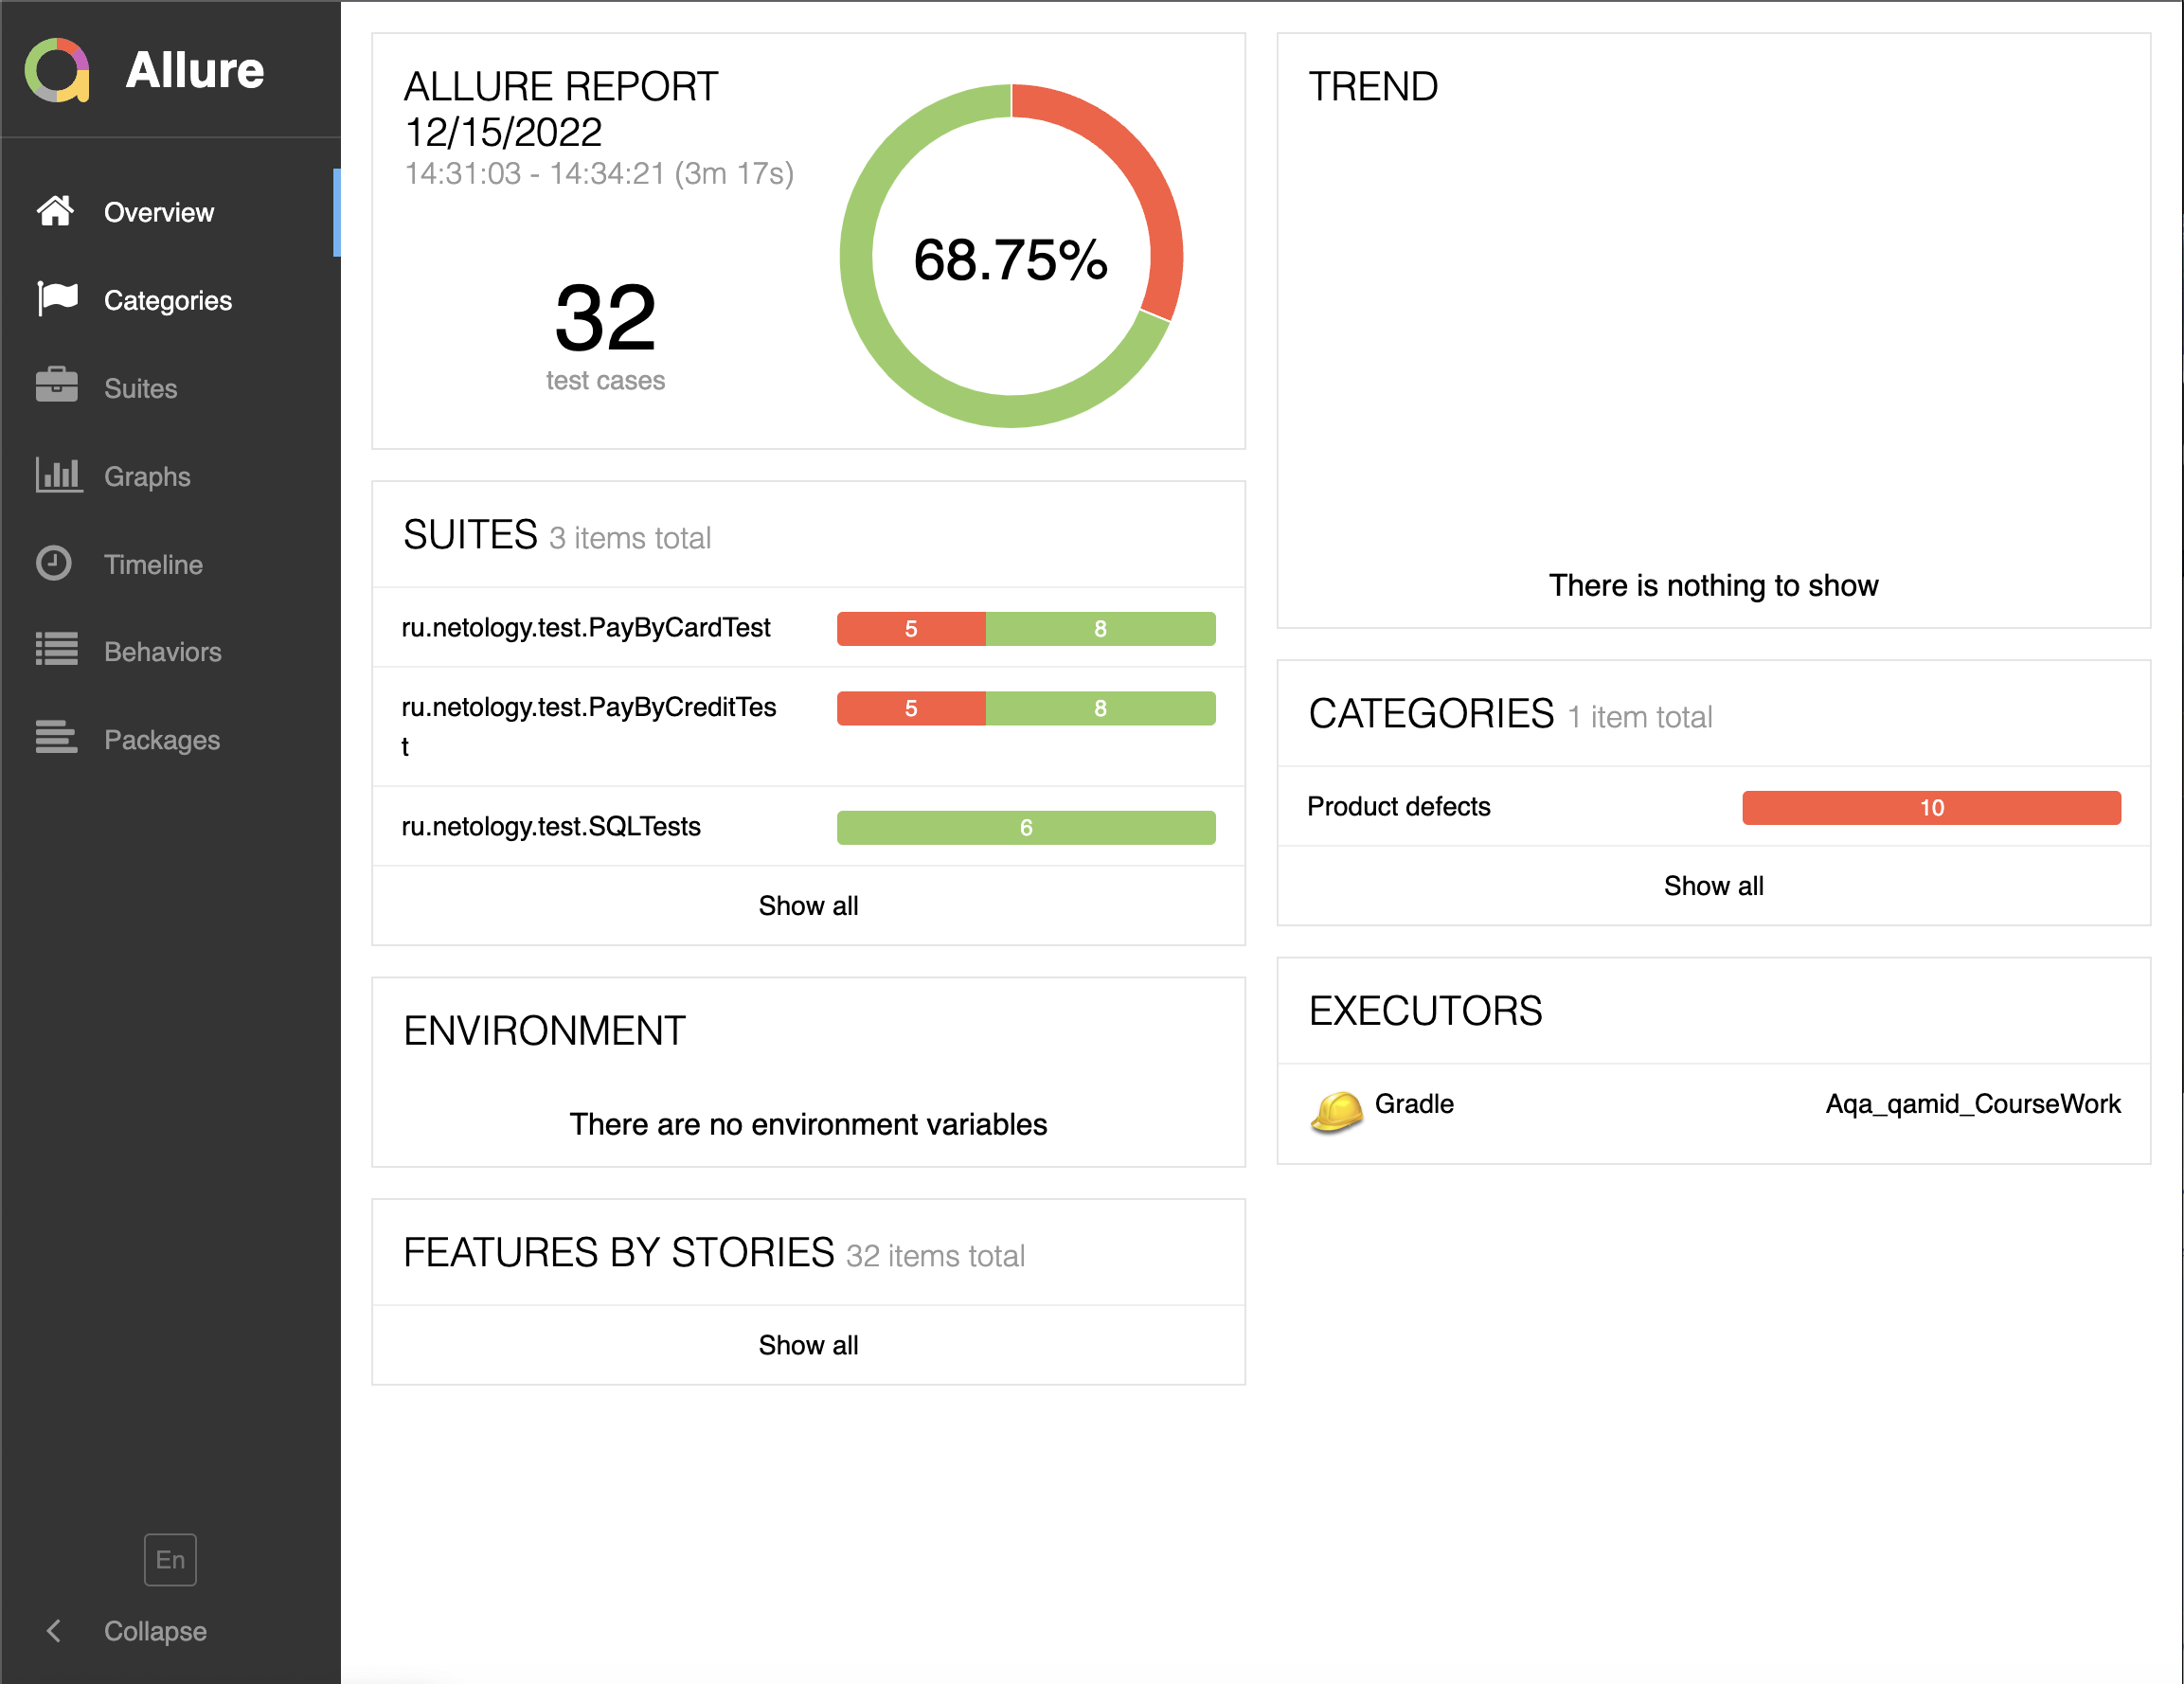 Allure
Overview
Categories
Suites
Graphs
Timeline
Behaviors
Packages
En
Collapse
ALLURE REPORT
12/15/2022
14:31:03 - 14:34:21 (3m 17s)
32
test cases
68.75%
SUITES 3 items total
ru.netology.test.PayByCardTest 5 8
ru.netology.test.PayByCreditTes 5 8
t
ru.netology.test.SQLTests 6
Show all
ENVIRONMENT
There are no environment variables
FEATURES BY STORIES 32 items total
Show all
TREND
There is nothing to show
CATEGORIES 1 item total
Product defects 10
Show all
EXECUTORS
Gradle Aqa_qamid_CourseWork